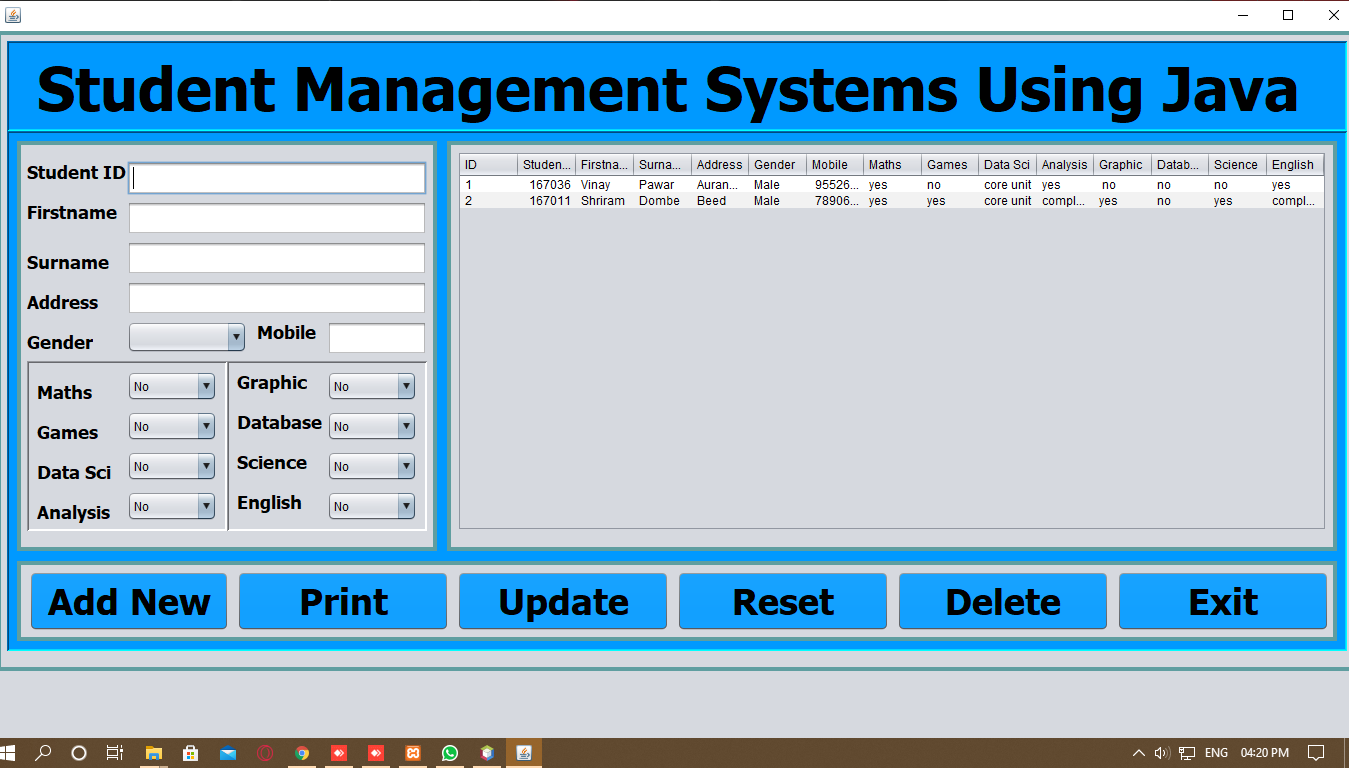 Student Management Systems Using Java
Student ID
Firstname
Surname
Address
Gender
Mobile
Maths No
Games No
Data Sci No
Analysis No
Graphic No
Database No
Science No
English No
ID Studen... Firstna... Surna... Address Gender Mobile Maths Games Data Sci Analysis Graphic Datab... Science English
1 167036 Vinay Pawar Auran... Male 95526... yes no core unit yes no no no yes
2 167011 Shriram Dombe Beed Male 78906... yes yes core unit compl... yes no yes compl...
Add New Print Update Reset Delete Exit
ENG 04:20 PM